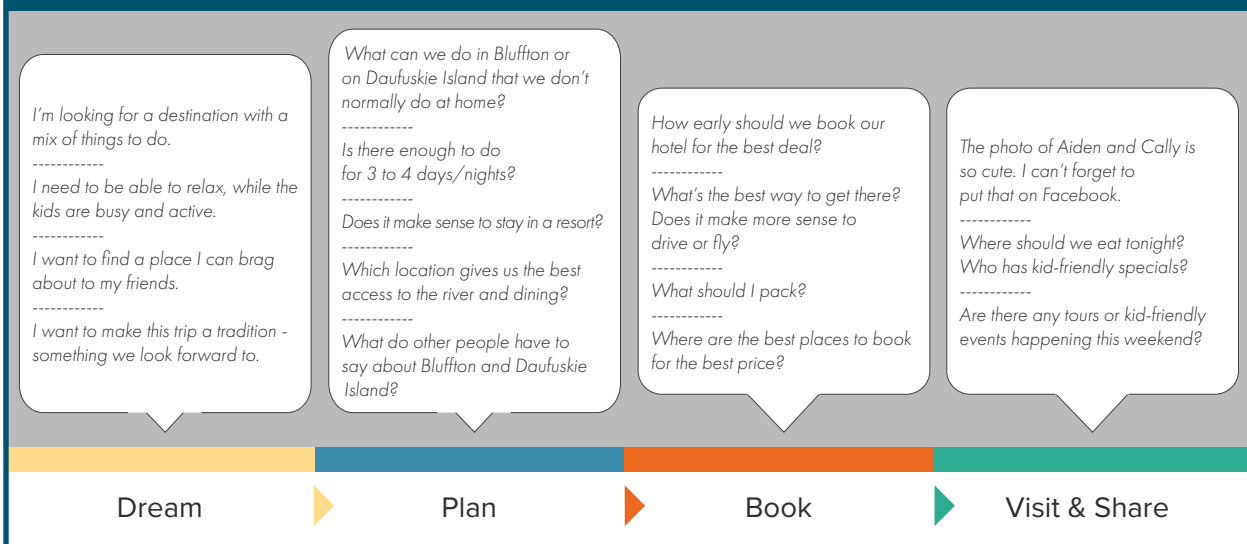 I'm looking for a destination with a
mix of things to do.
------------
I need to be able to relax, while the
kids are busy and active.
------------
I want to find a place I can brag
about to my friends.
------------
I want to make this trip a tradition -
something we look forward to.
What can we do in Bluffton or
on Daufuskie Island that we don't
normally do at home?
------------
Is there enough to do
for 3 to 4 days/nights?
------------
Does it make sense to stay in a resort?
------------
Which location gives us the best
access to the river and dining?
------------
What do other people have to
say about Bluffton and Daufuskie
Island?
How early should we book our
hotel for the best deal?
------------
What's the best way to get there?
Does it make more sense to
drive or fly?
------------
What should I pack?
------------
Where are the best places to book
for the best price?
The photo of Aiden and Cally is
so cute. I can't forget to
put that on Facebook.
------------
Where should we eat tonight?
Who has kid-friendly specials?
------------
Are there any tours or kid-friendly
events happening this weekend?
Dream
Plan
Book
Visit & Share